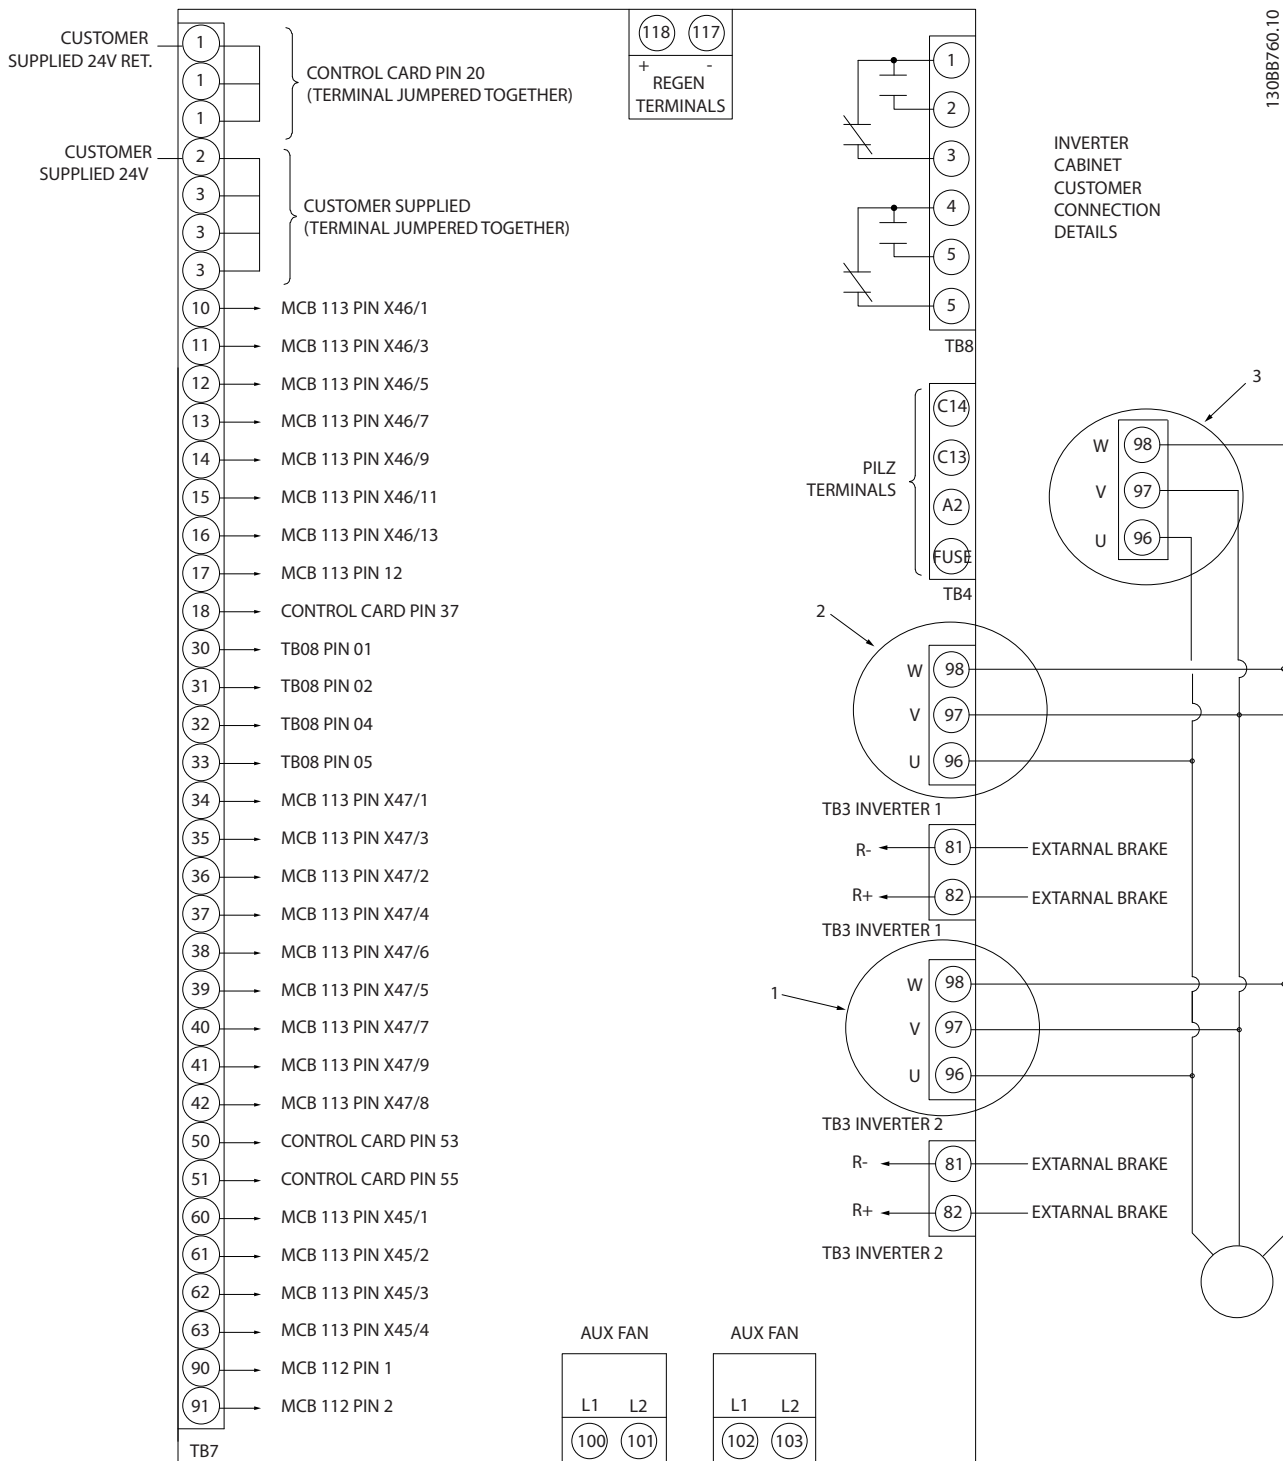 130BB760.10
CUSTOMER
SUPPLIED 24V RET.
1
1
1
CONTROL CARD PIN 20
(TERMINAL JUMPERED TOGETHER)
CUSTOMER
SUPPLIED 24V
2
3
3
3
CUSTOMER SUPPLIED
(TERMINAL JUMPERED TOGETHER)
10 MCB 113 PIN X46/1
11 MCB 113 PIN X46/3
12 MCB 113 PIN X46/5
13 MCB 113 PIN X46/7
14 MCB 113 PIN X46/9
15 MCB 113 PIN X46/11
16 MCB 113 PIN X46/13
17 MCB 113 PIN 12
18 CONTROL CARD PIN 37
30 TB08 PIN 01
31 TB08 PIN 02
32 TB08 PIN 04
33 TB08 PIN 05
34 MCB 113 PIN X47/1
35 MCB 113 PIN X47/3
36 MCB 113 PIN X47/2
37 MCB 113 PIN X47/4
38 MCB 113 PIN X47/6
39 MCB 113 PIN X47/5
40 MCB 113 PIN X47/7
41 MCB 113 PIN X47/9
42 MCB 113 PIN X47/8
50 CONTROL CARD PIN 53
51 CONTROL CARD PIN 55
60 MCB 113 PIN X45/1
61 MCB 113 PIN X45/2
62 MCB 113 PIN X45/3
63 MCB 113 PIN X45/4
90 MCB 112 PIN 1
91 MCB 112 PIN 2
TB7
118 117
+ -
REGEN
TERMINALS
1
2
3
4
5
5
TB8
INVERTER
CABINET
CUSTOMER
CONNECTION
DETAILS
PILZ
TERMINALS
C14
C13
A2
FUSE
TB4
3
W 98
V 97
U 96
2
W 98
V 97
U 96
TB3 INVERTER 1
R- 81 EXTARNAL BRAKE
R+ 82 EXTARNAL BRAKE
TB3 INVERTER 1
1
W 98
V 97
U 96
TB3 INVERTER 2
R- 81 EXTARNAL BRAKE
R+ 82 EXTARNAL BRAKE
TB3 INVERTER 2
AUX FAN
L1 L2
100 101
AUX FAN
L1 L2
102 103